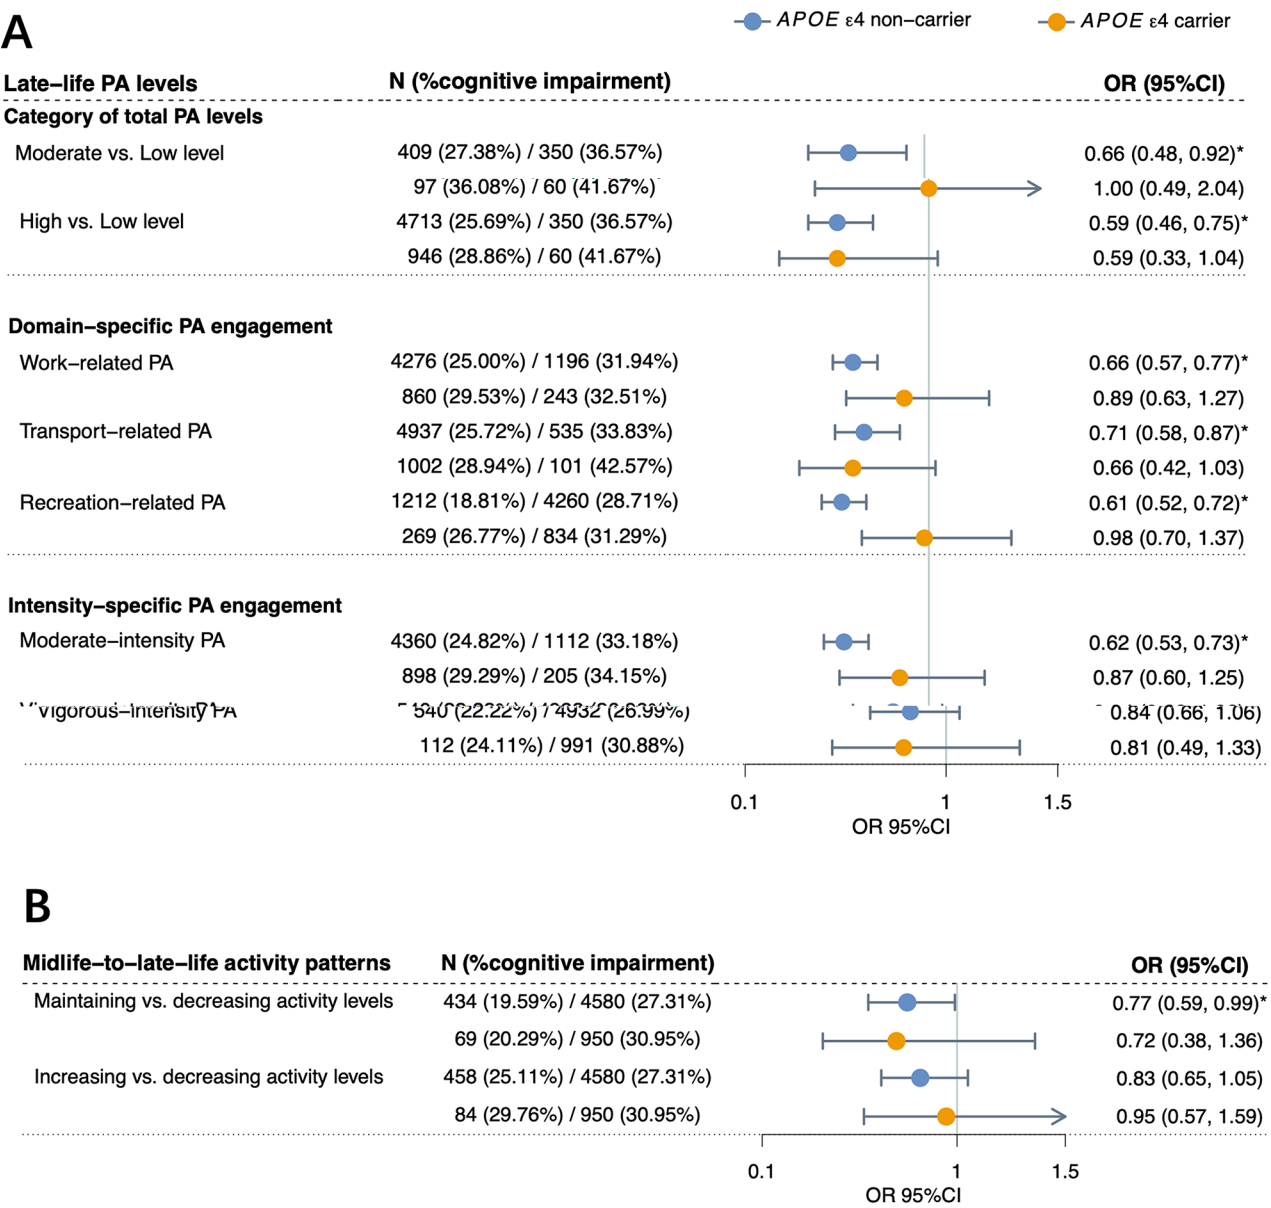 A
APOE ε4 non−carrier APOE ε4 carrier
Late−life PA levels N (%cognitive impairment) OR (95%CI)
Category of total PA levels
Moderate vs. Low level 409 (27.38%) / 350 (36.57%) 0.66 (0.48, 0.92)*
97 (36.08%) / 60 (41.67%) 1.00 (0.49, 2.04)
High vs. Low level 4713 (25.69%) / 350 (36.57%) 0.59 (0.46, 0.75)*
946 (28.86%) / 60 (41.67%) 0.59 (0.33, 1.04)
Domain−specific PA engagement
Work−related PA 4276 (25.00%) / 1196 (31.94%) 0.66 (0.57, 0.77)*
860 (29.53%) / 243 (32.51%) 0.89 (0.63, 1.27)
Transport−related PA 4937 (25.72%) / 535 (33.83%) 0.71 (0.58, 0.87)*
1002 (28.94%) / 101 (42.57%) 0.66 (0.42, 1.03)
Recreation−related PA 1212 (18.81%) / 4260 (28.71%) 0.61 (0.52, 0.72)*
269 (26.77%) / 834 (31.29%) 0.98 (0.70, 1.37)
Intensity−specific PA engagement
Moderate−intensity PA 4360 (24.82%) / 1112 (33.18%) 0.62 (0.53, 0.73)*
898 (29.29%) / 205 (34.15%) 0.87 (0.60, 1.25)
Vigorous−intensity PA 540 (22.22%) / 4932 (26.99%) 0.84 (0.66, 1.06)
112 (24.11%) / 991 (30.88%) 0.81 (0.49, 1.33)
0.1 1 1.5
OR 95%CI
B
Midlife−to−late−life activity patterns N (%cognitive impairment) OR (95%CI)
Maintaining vs. decreasing activity levels 434 (19.59%) / 4580 (27.31%) 0.77 (0.59, 0.99)*
69 (20.29%) / 950 (30.95%) 0.72 (0.38, 1.36)
Increasing vs. decreasing activity levels 458 (25.11%) / 4580 (27.31%) 0.83 (0.65, 1.05)
84 (29.76%) / 950 (30.95%) 0.95 (0.57, 1.59)
0.1 1 1.5
OR 95%CI